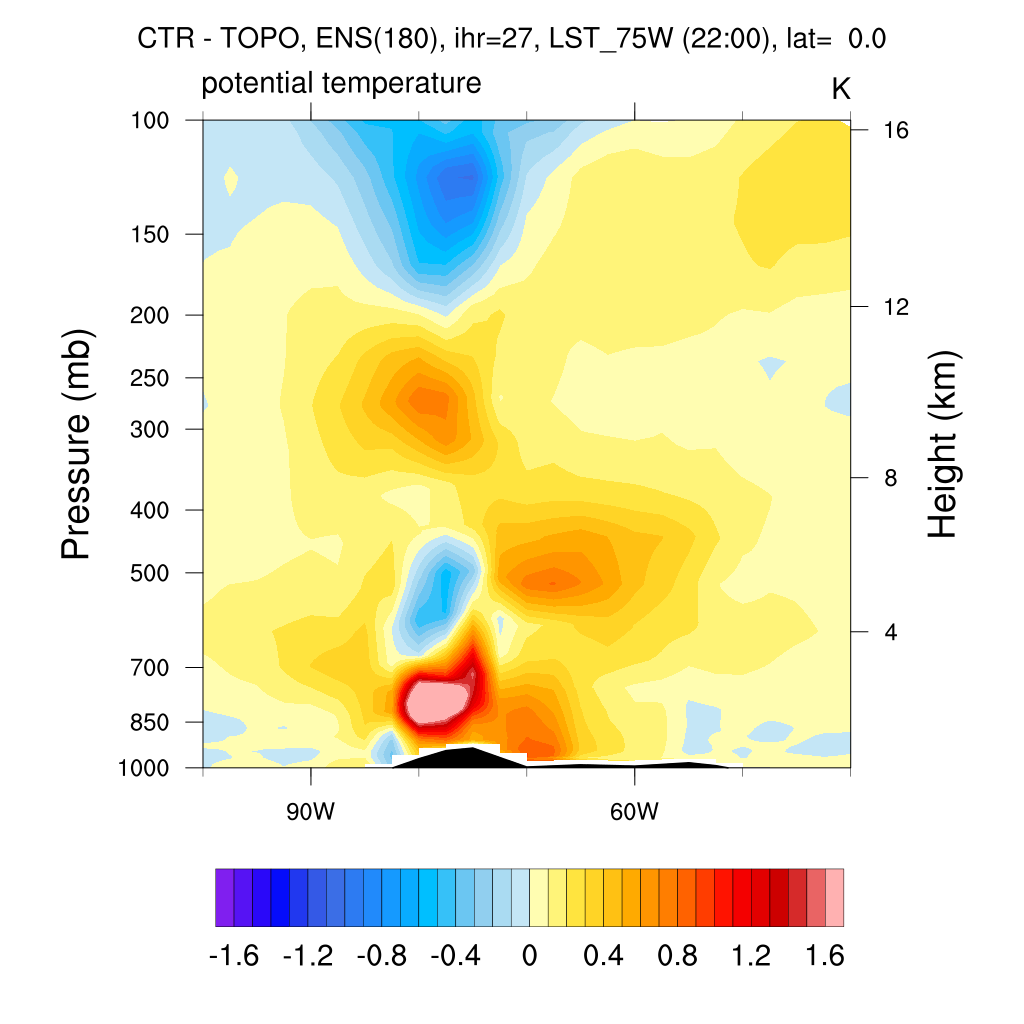 CTR - TOPO, ENS(180), ihr=27, LST_75W (22:00), lat=  0.0
potential temperature K
100
150
200
250
300
400
500
700
850
1000
Pressure (mb)
16
12
8
4
Height (km)
90W 60W
-1.6 -1.2 -0.8 -0.4 0 0.4 0.8 1.2 1.6